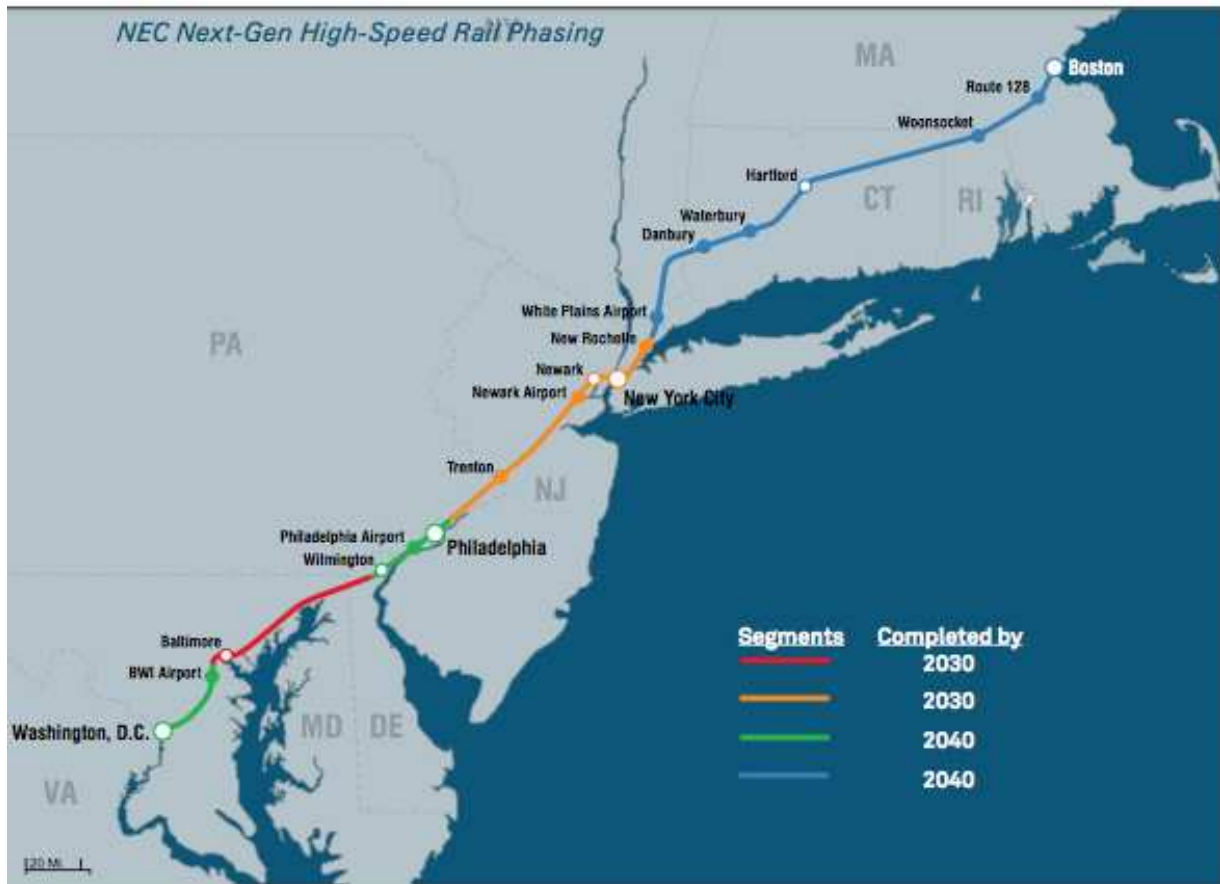 NEC Next-Gen High-Speed Rail Phasing
NY
MA
Boston
Route 128
Woonsocket
Hartford
CT
RI
Waterbury
Danbury
White Plains Airport
New Rochelle
PA
Newark
Newark Airport
New York City
Trenton
NJ
Philadelphia Airport
Philadelphia
Wilmington
Baltimore
BWI Airport
Washington, D.C.
MD
DE
VA
Segments Completed by
2030
2030
2040
2040
20 Mi.